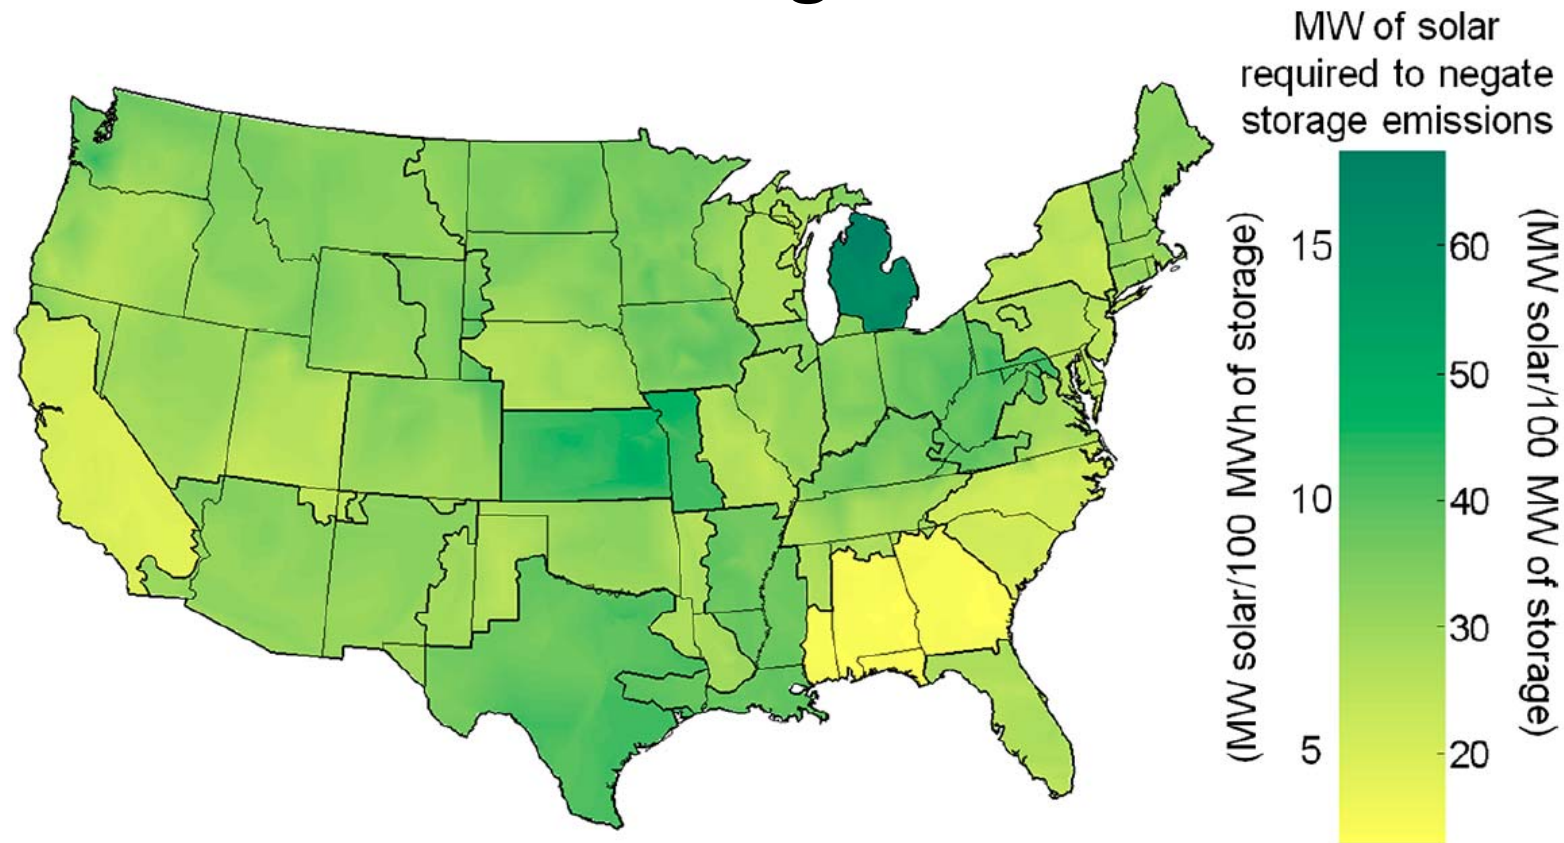 MW of solar
required to negate
storage emissions
(MW solar/100 MWh of storage)
15
10
5
60
50
40
30
20
(MW solar/100 MW of storage)